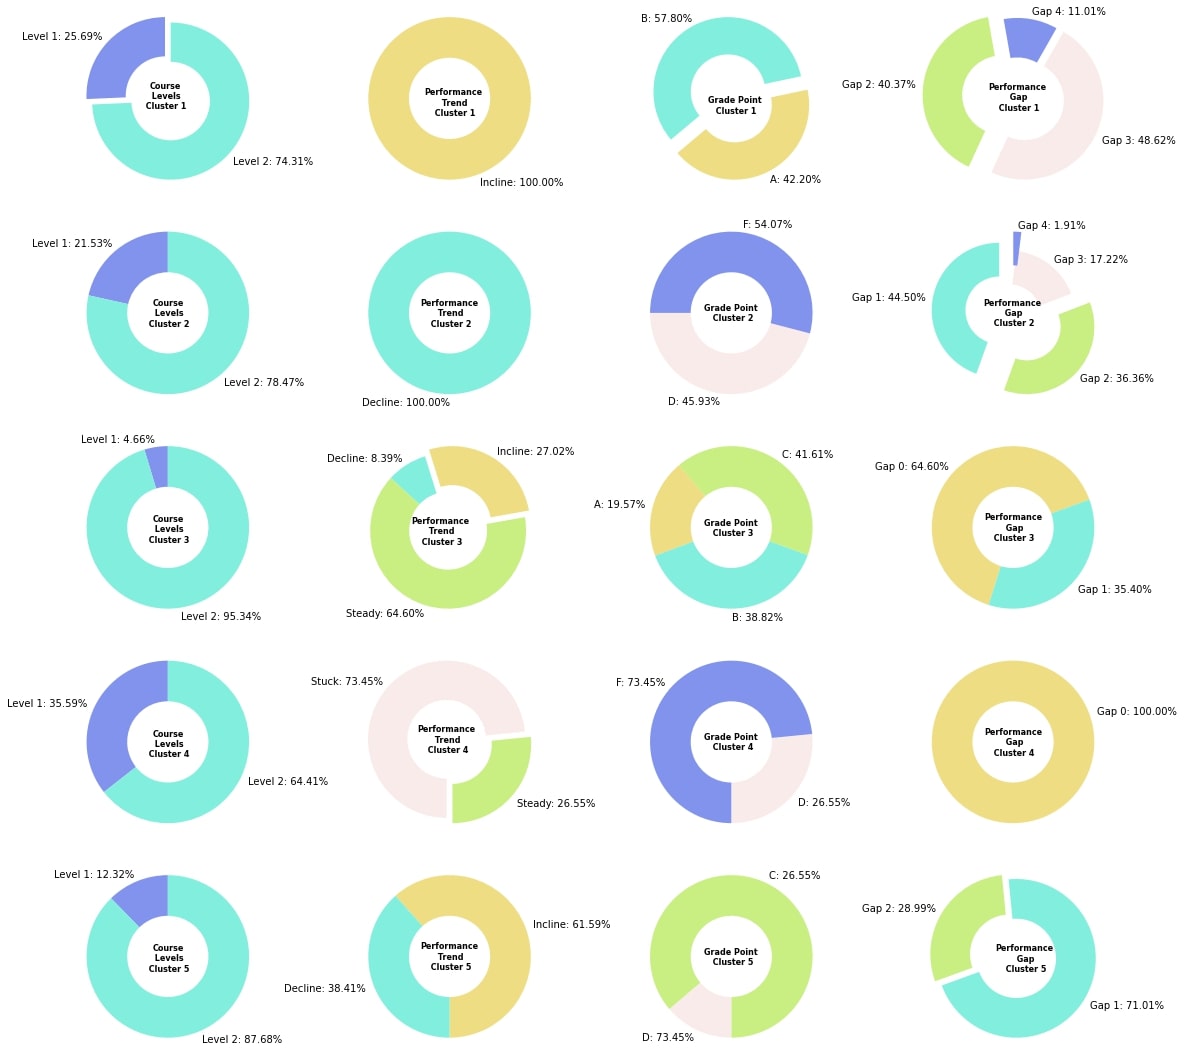 Level 1: 25.69%
Course
Levels
Cluster 1
Level 2: 74.31%
Performance
Trend
Cluster 1
Incline: 100.00%
B: 57.80%
Grade Point
Cluster 1
A: 42.20%
Gap 4: 11.01%
Gap 2: 40.37%
Performance
Gap
Cluster 1
Gap 3: 48.62%
Level 1: 21.53%
Course
Levels
Cluster 2
Level 2: 78.47%
Performance
Trend
Cluster 2
Decline: 100.00%
F: 54.07%
Grade Point
Cluster 2
D: 45.93%
Gap 4: 1.91%
Gap 3: 17.22%
Gap 1: 44.50%
Performance
Gap
Cluster 2
Gap 2: 36.36%
Level 1: 4.66%
Course
Levels
Cluster 3
Level 2: 95.34%
Incline: 27.02%
Decline: 8.39%
Performance
Trend
Cluster 3
Steady: 64.60%
C: 41.61%
A: 19.57%
Grade Point
Cluster 3
B: 38.82%
Gap 0: 64.60%
Performance
Gap
Cluster 3
Gap 1: 35.40%
Level 1: 35.59%
Course
Levels
Cluster 4
Level 2: 64.41%
Stuck: 73.45%
Performance
Trend
Cluster 4
Steady: 26.55%
F: 73.45%
Grade Point
Cluster 4
D: 26.55%
Gap 0: 100.00%
Performance
Gap
Cluster 4
Level 1: 12.32%
Course
Levels
Cluster 5
Level 2: 87.68%
Incline: 61.59%
Performance
Trend
Cluster 5
Decline: 38.41%
C: 26.55%
Grade Point
Cluster 5
D: 73.45%
Gap 2: 28.99%
Performance
Gap
Cluster 5
Gap 1: 71.01%